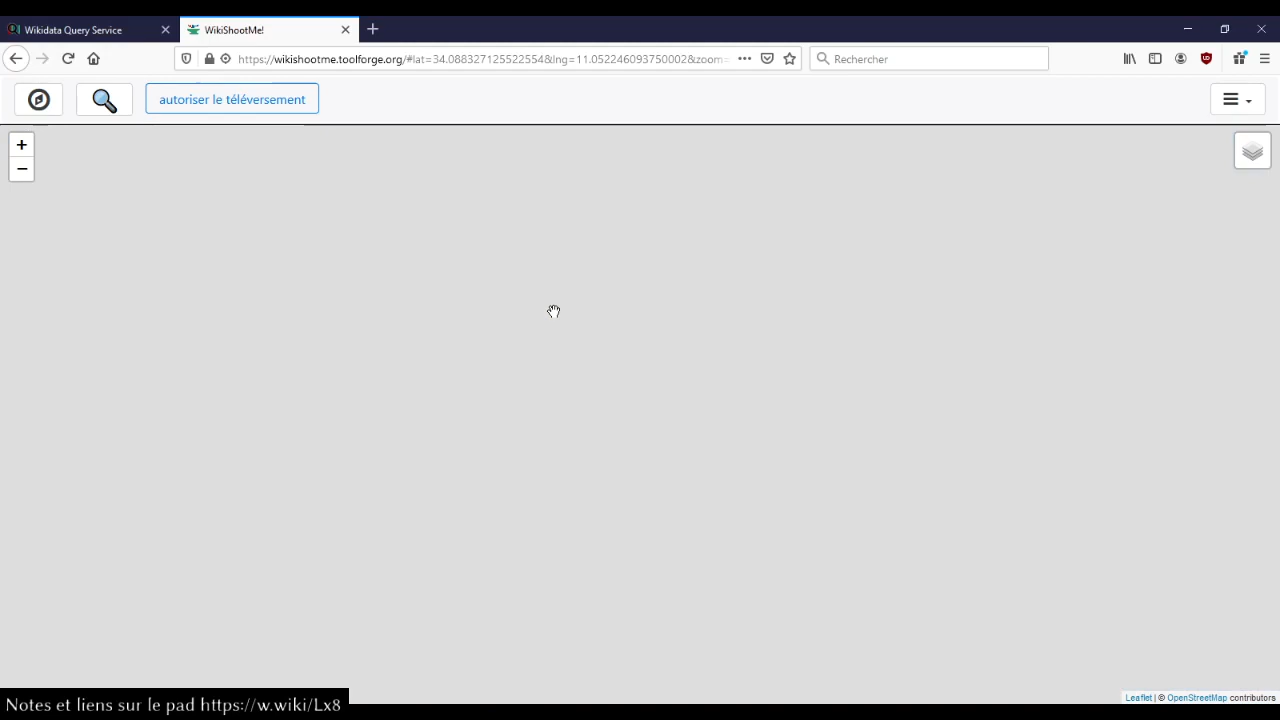 Wikidata Query Service
WikiShootMe!
https://wikishootme.toolforge.org/#lat=34.088327125522554&lng=11.052246093750002&zoom=
Rechercher
autoriser le téléversement
+
−
Leaflet | © OpenStreetMap contributors
Notes et liens sur le pad https://w.wiki/Lx8